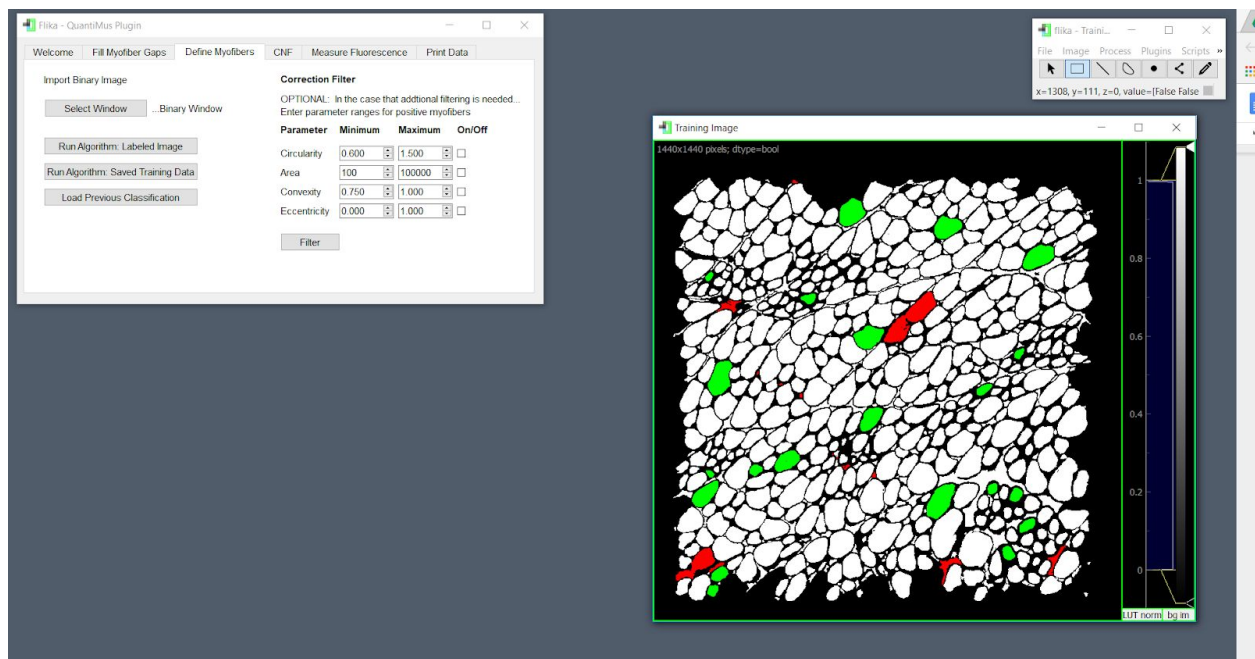 Flika - QuantiMus Plugin
Welcome Fill Myofiber Gaps Define Myofibers CNF Measure Fluorescence Print Data
Import Binary Image
Select Window ...Binary Window
Run Algorithm: Labeled Image
Run Algorithm: Saved Training Data
Load Previous Classification
Correction Filter
OPTIONAL: In the case that addtional filtering is needed...
Enter parameter ranges for positive myofibers
Parameter Minimum Maximum On/Off
Circularity 0.600 1.500
Area 100 100000
Convexity 0.750 1.000
Eccentricity 0.000 1.000
Filter
flika - Traini...
File Image Process Plugins Scripts »
x=1308, y=111, z=0, value=[False False
Training Image
1440x1440 pixels; dtype=bool
1
0.8
0.6
0.4
0.2
0
LUT norm bg im